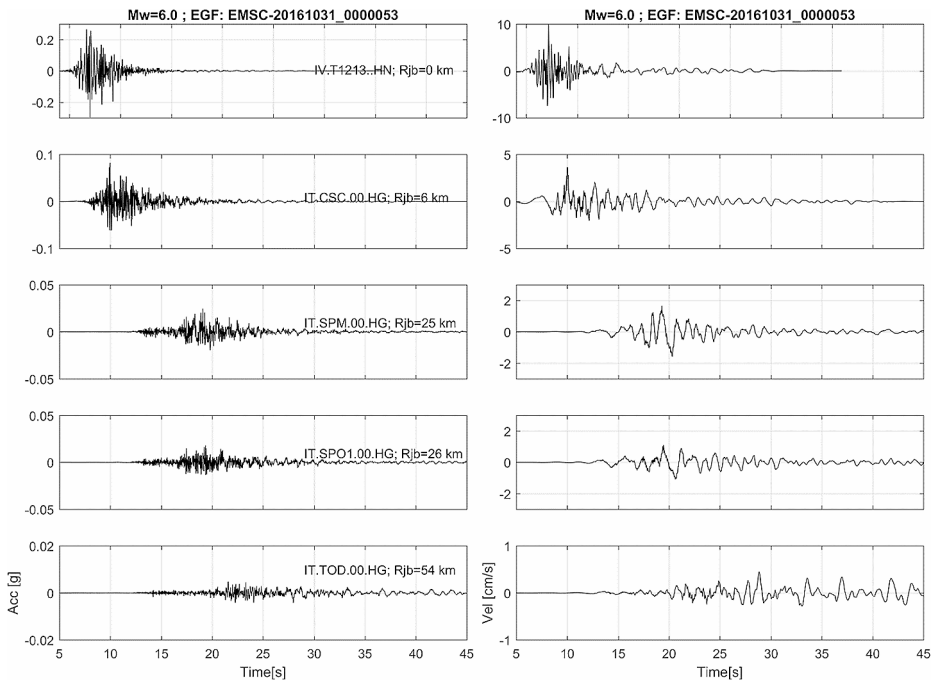 Mw=6.0 ; EGF: EMSC-20161031_0000053
0.2
0
-0.2
IV.T1213..HN; Rjb=0 km
Mw=6.0 ; EGF: EMSC-20161031_0000053
10
0
-10
0.1
0
-0.1
IT.CSC.00.HG; Rjb=6 km
5
0
-5
0.05
0
-0.05
IT.SPM.00.HG; Rjb=25 km
2
0
-2
0.05
0
-0.05
IT.SPO1.00.HG; Rjb=26 km
2
0
-2
0.02
0
-0.02
Acc [g]
IT.TOD.00.HG; Rjb=54 km
5 10 15 20 25 30 35 40 45
Time[s]
1
0
-1
Vel [cm/s]
5 10 15 20 25 30 35 40 45
Time[s]